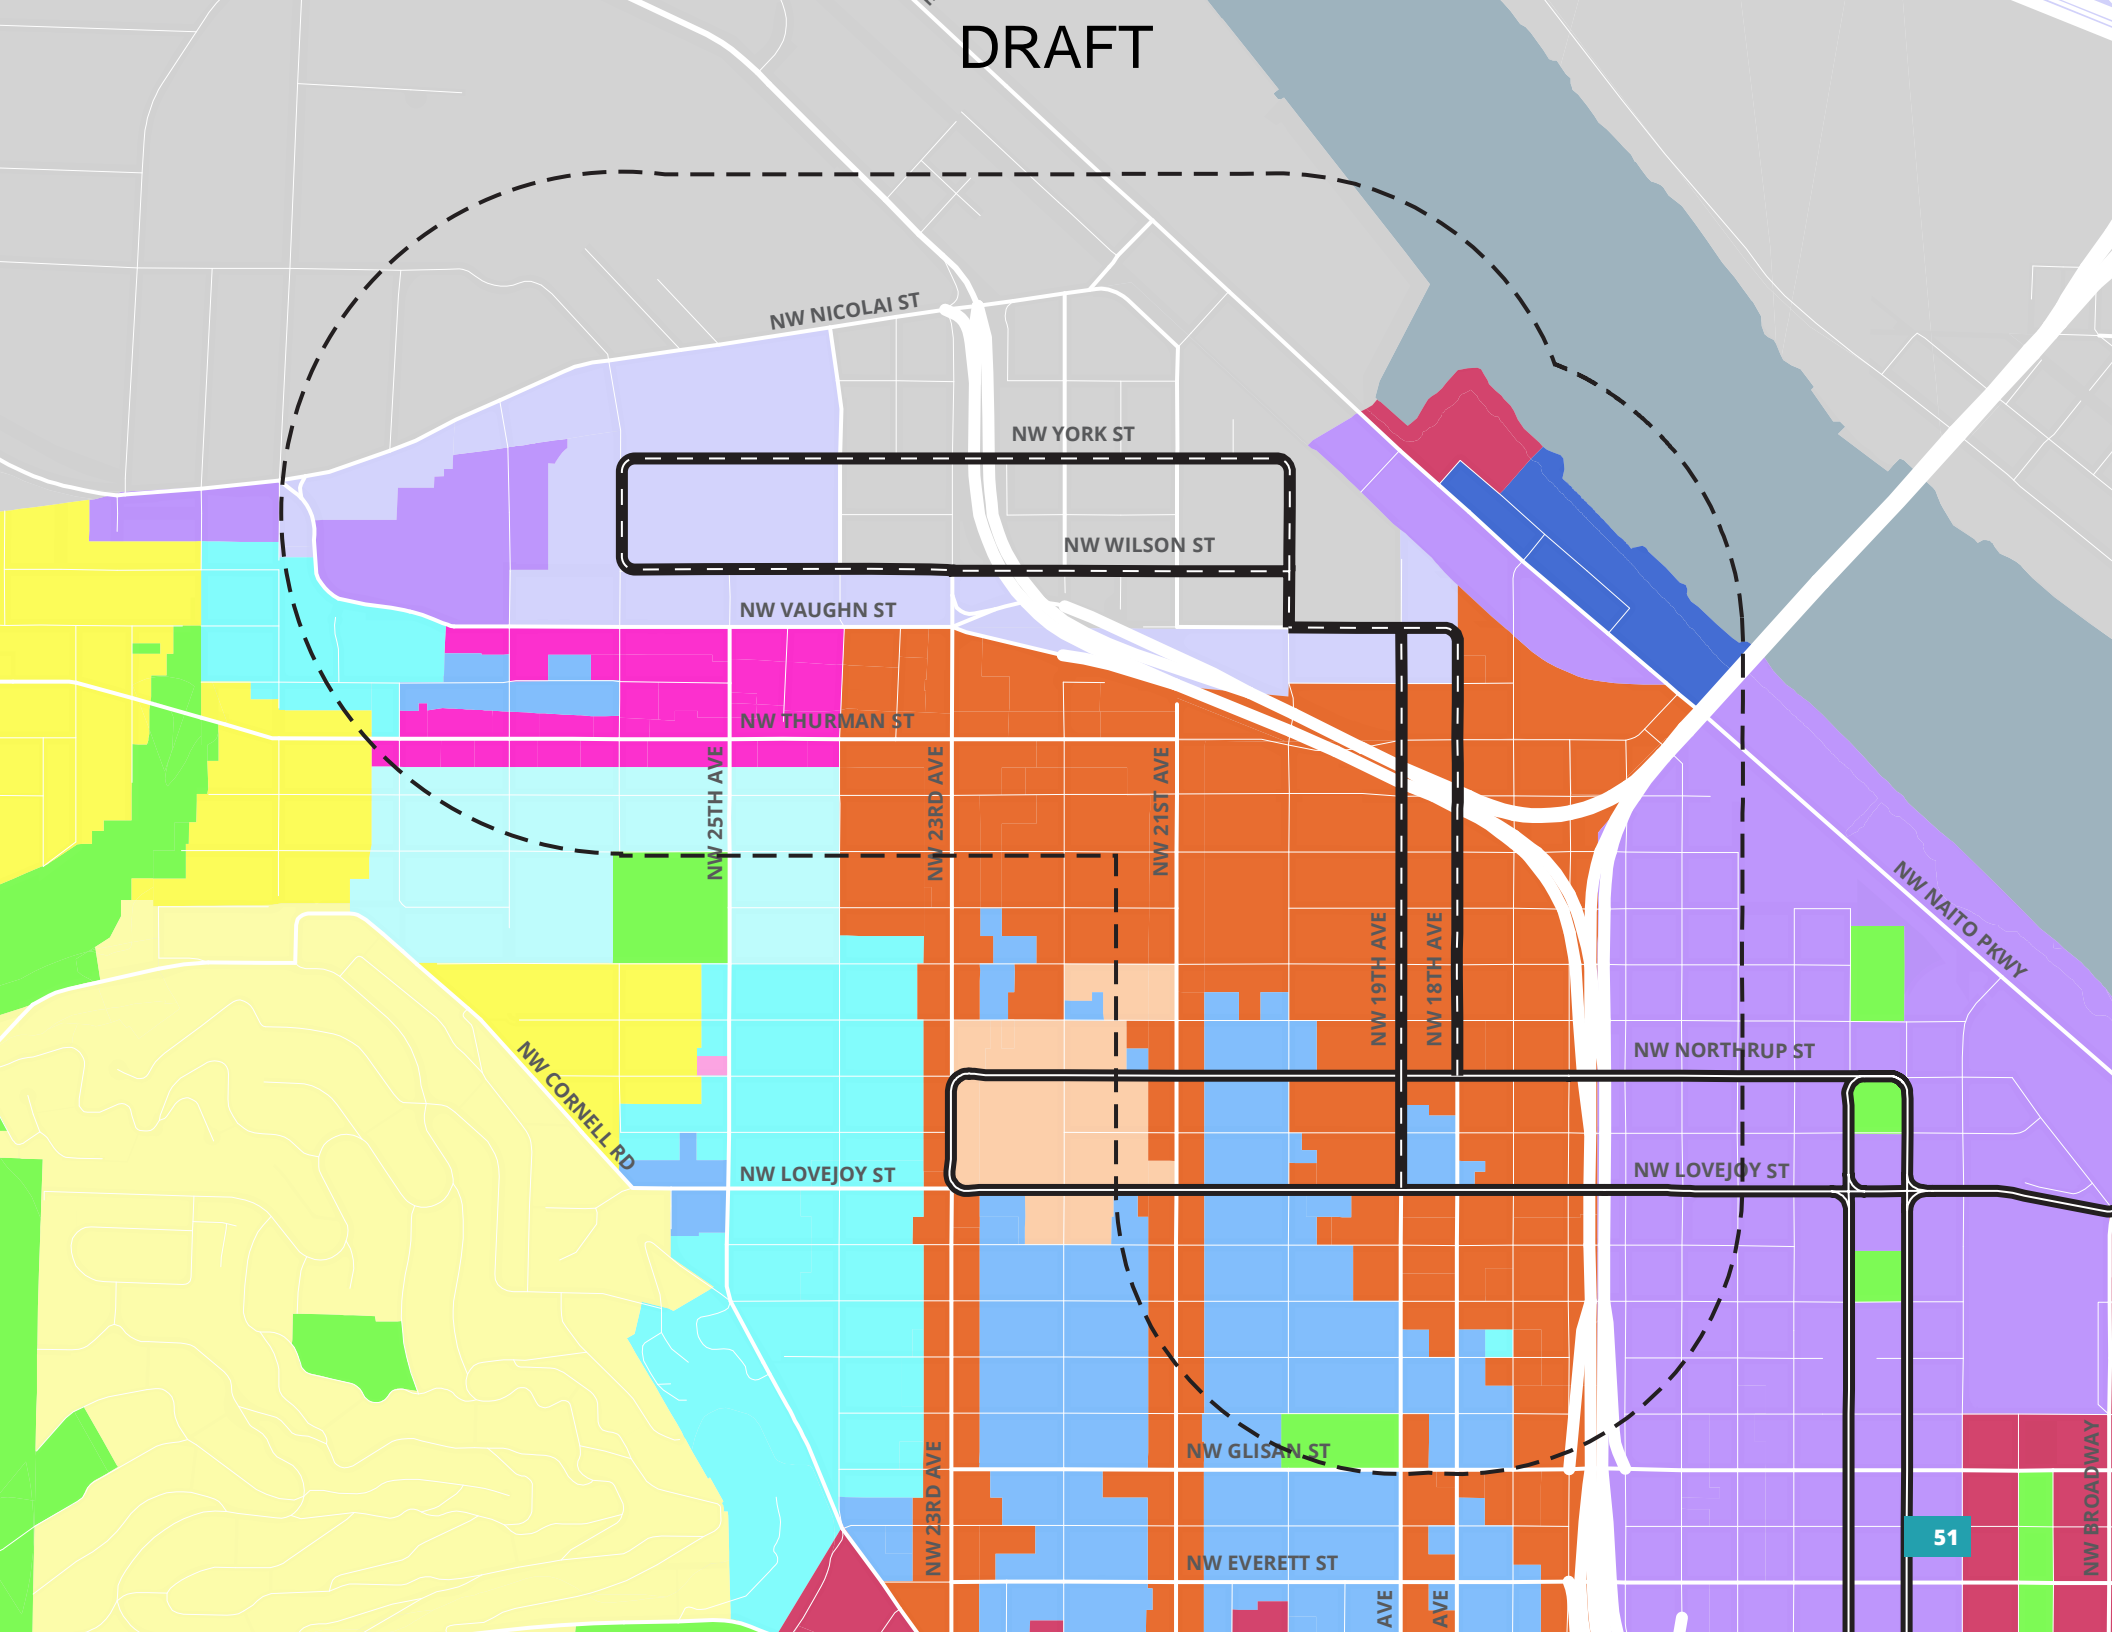 DRAFT
NW NICOLAI ST
NW YORK ST
NW WILSON ST
NW VAUGHN ST
NW THURMAN ST
NW 25TH AVE
NW 23RD AVE
NW 21ST AVE
NW 19TH AVE
NW 18TH AVE
NW NAITO PKWY
NW CORNELL RD
NW NORTHRUP ST
NW LOVEJOY ST
NW LOVEJOY ST
NW GLISAN ST
NW 23RD AVE
NW BROADWAY
51
NW EVERETT ST
AVE
AVE